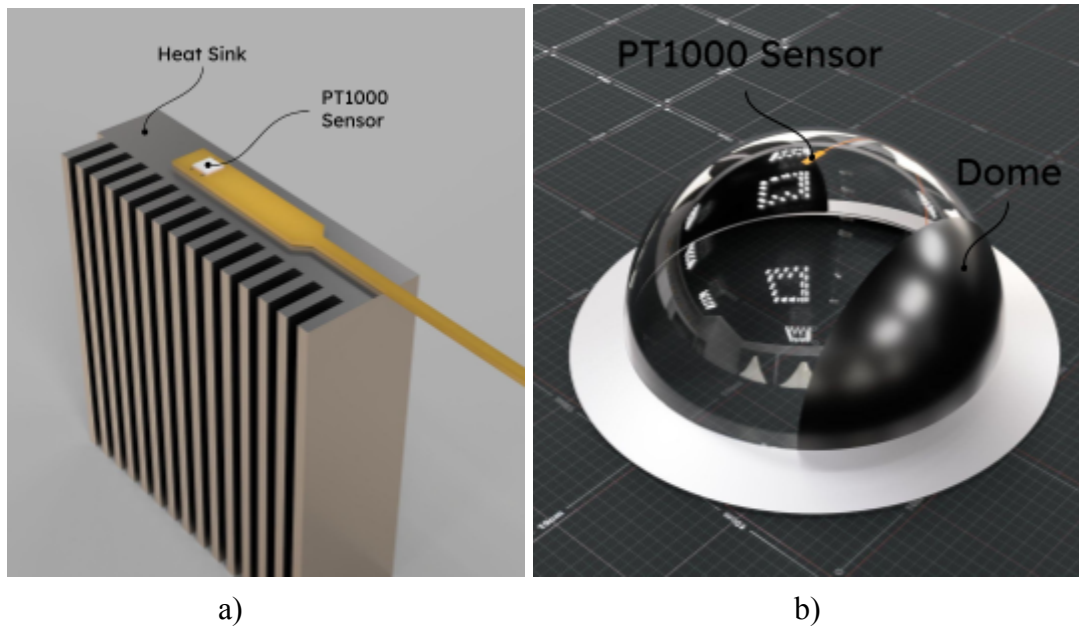 Heat Sink
PT1000
Sensor
PT1000 Sensor
Dome
a)
b)